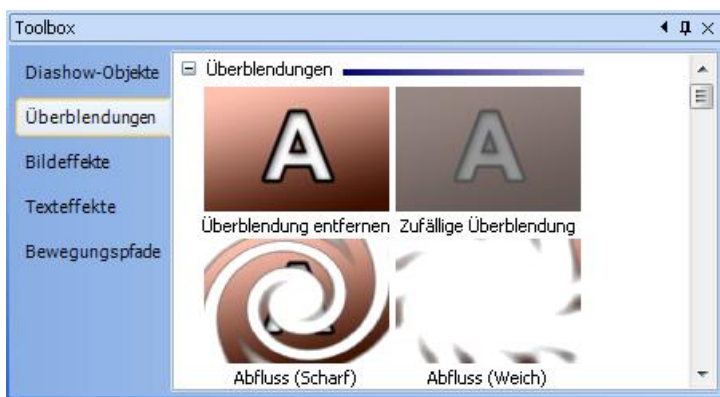 Toolbox
Diashow-Objekte
Überblendungen
Bildeffekte
Texteffekte
Bewegungspfade
Überblendungen
A
A
Überblendung entfernen
Zufällige Überblendung
A
Abfluss (Scharf)
Abfluss (Weich)